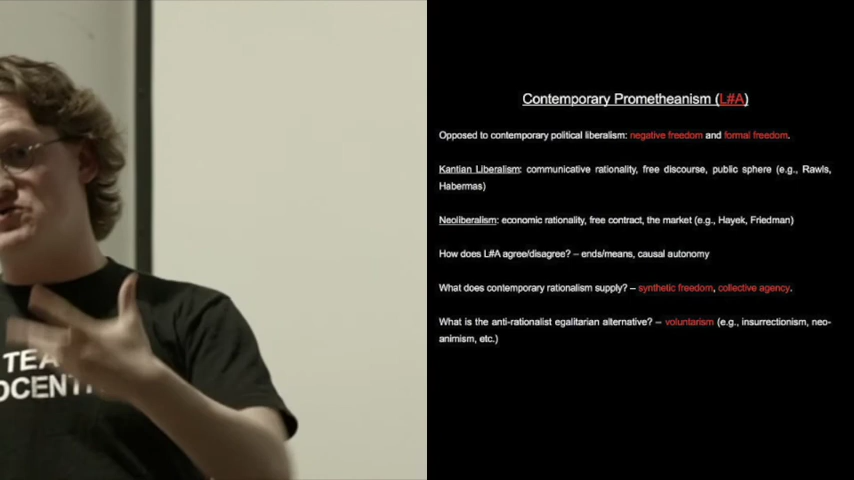 TEA
OCENT
Contemporary Prometheanism (L#A)
Opposed to contemporary political liberalism: negative freedom and formal freedom.
Kantian Liberalism: communicative rationality, free discourse, public sphere (e.g., Rawls,
Habermas)
Neoliberalism: economic rationality, free contract, the market (e.g., Hayek, Friedman)
How does L#A agree/disagree? – ends/means, causal autonomy
What does contemporary rationalism supply? – synthetic freedom, collective agency.
What is the anti-rationalist egalitarian alternative? – voluntarism (e.g., insurrectionism, neo-
animism, etc.)